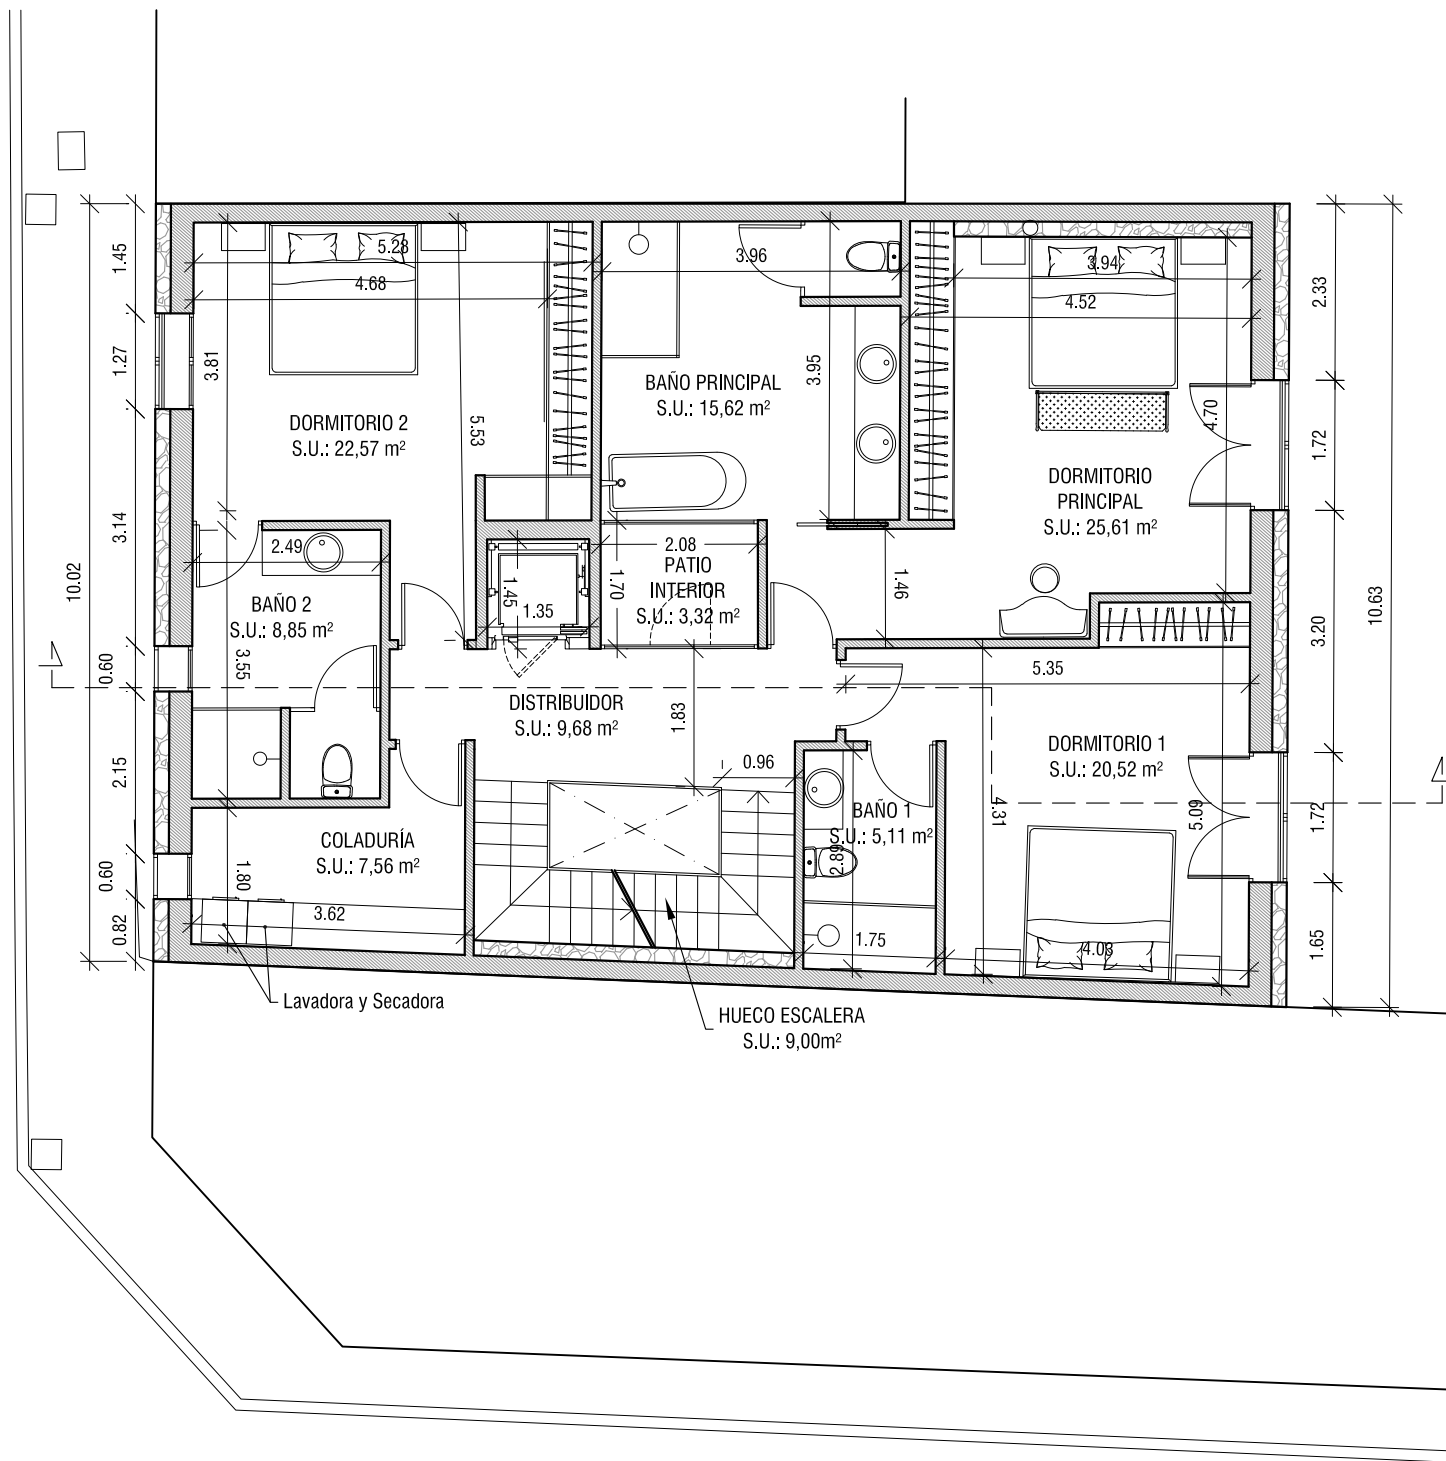 5.28
3.96
3.94
4.68
4.52
1.45
2.33
1.27
3.81
3.95
BAÑO PRINCIPAL
S.U.: 15,62 m²
DORMITORIO 2
S.U.: 22,57 m²
5.53
4.70
1.72
DORMITORIO
PRINCIPAL
S.U.: 25,61 m²
3.14
2.49
2.08
PATIO
INTERIOR
S.U.: 3,32 m²
10.02
10.63
1.45
1.35
1.70
1.46
BAÑO 2
S.U.: 8,85 m²
3.55
3.20
0.60
5.35
DISTRIBUIDOR
S.U.: 9,68 m²
1.83
DORMITORIO 1
S.U.: 20,52 m²
2.15
0.96
BAÑO 1
S.U.: 5,11 m²
4.31
5.09
1.72
COLADURÍA
S.U.: 7,56 m²
2.89
0.60
1.80
3.62
0.82
1.75
4.03
1.65
Lavadora y Secadora
HUECO ESCALERA
S.U.: 9,00m²